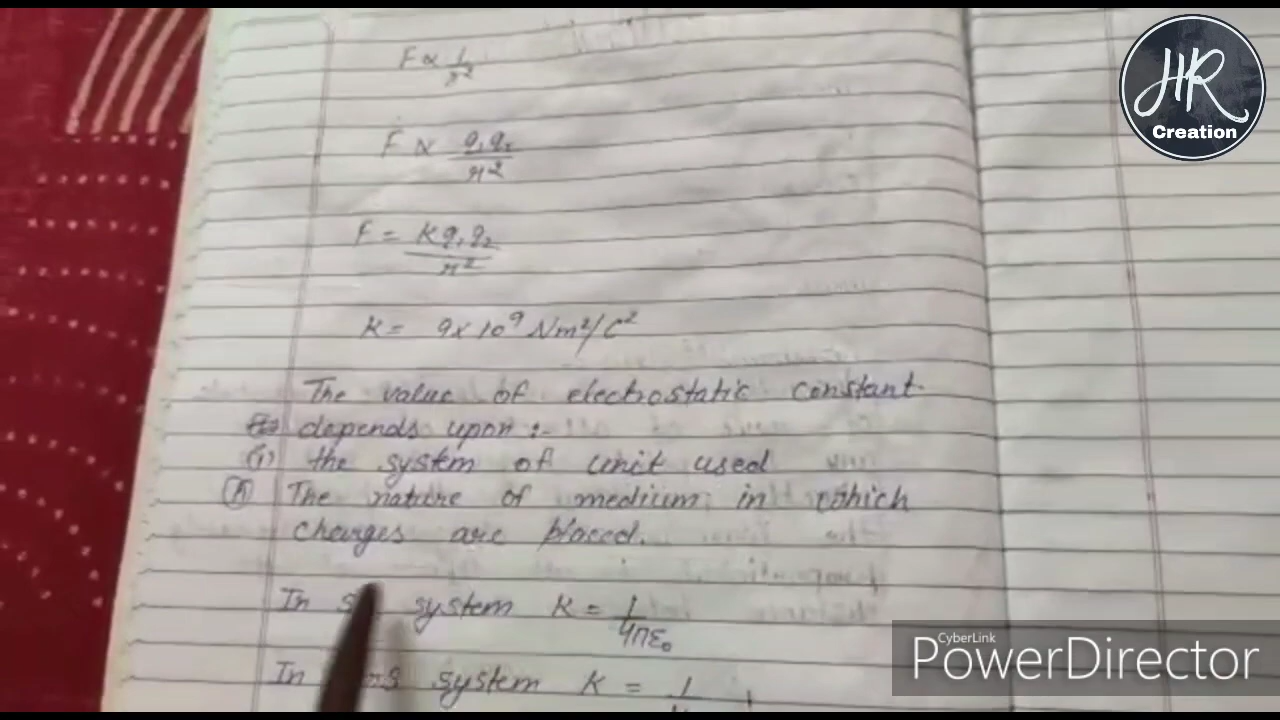 F ∝ 1/r²
F ∝ q₁q₂/r²
F = Kq₁q₂/r²
K = 9×10⁹ Nm²/C²
The value of electrostatic constant
depends upon :-
(i) the system of unit used
(ii) The nature of medium in which
charges are placed.
In system K = 1/4πε₀
In system K = 1
HR
Creation
CyberLink
PowerDirector